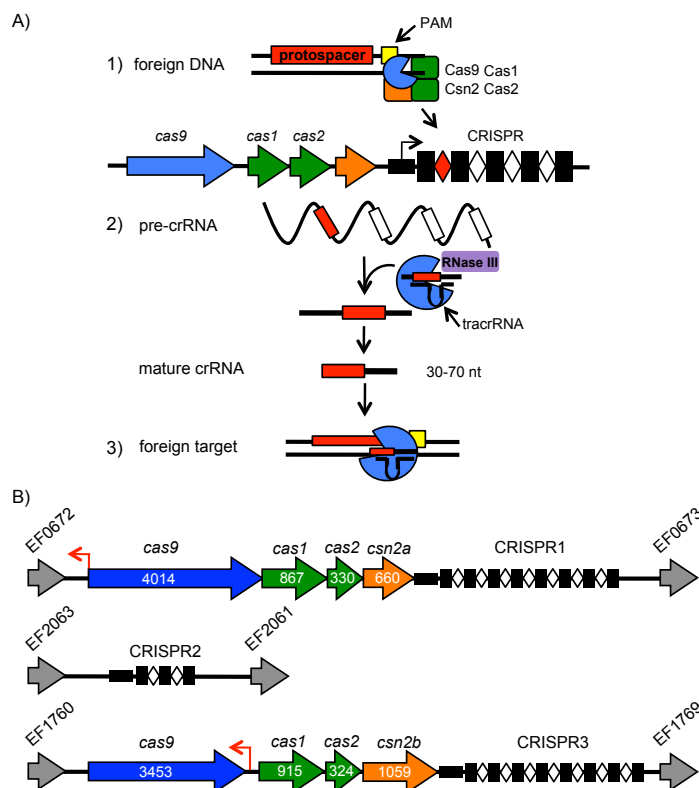 A)
PAM
1) foreign DNA
protospacer
Cas9 Cas1
Csn2 Cas2
cas9 cas1 cas2 CRISPR
2) pre-crRNA
RNase III
tracrRNA
mature crRNA 30-70 nt
3) foreign target
B)
EF0672 cas9 cas1 cas2 csn2a CRISPR1 EF0673
4014 867 330 660
EF2063 CRISPR2 EF2061
EF1760 cas9 cas1 cas2 csn2b CRISPR3 EF1769
3453 915 324 1059